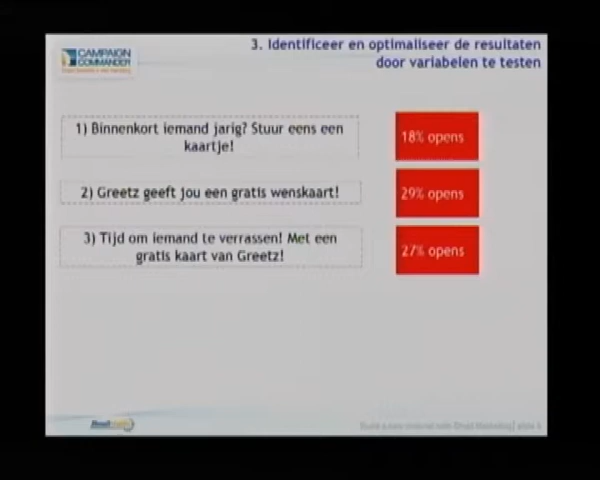 CAMPAIGN
COMMANDER
3. Identificeer en optimaliseer de resultaten
door variabelen te testen
1) Binnenkort iemand jarig? Stuur eens een
kaartje!
18% opens
2) Greetz geeft jou een gratis wenskaart!
29% opens
3) Tijd om iemand te verrassen! Met een
gratis kaart van Greetz!
27% opens